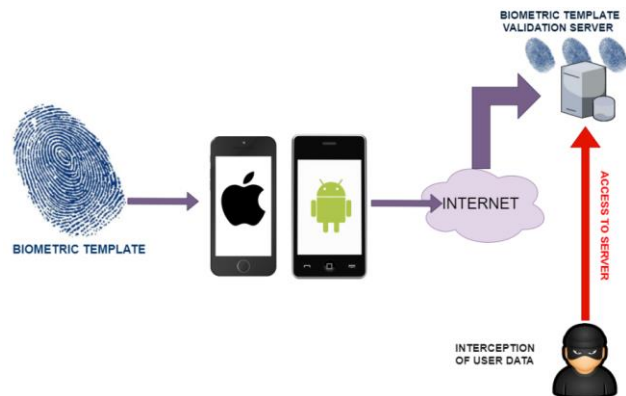 BIOMETRIC TEMPLATE
VALIDATION SERVER
INTERNET
BIOMETRIC TEMPLATE
ACCESS TO SERVER
INTERCEPTION
OF USER DATA